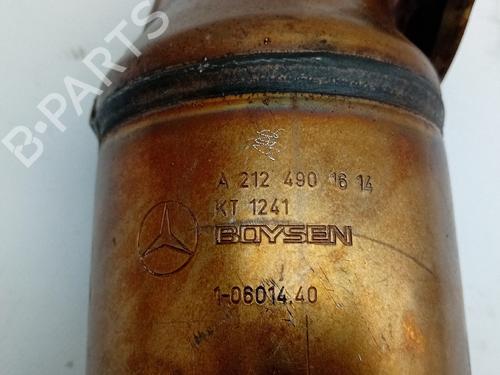 B-PARTS
A 212 490 16 14
KT 1241
BOYSEN
1-06014.40